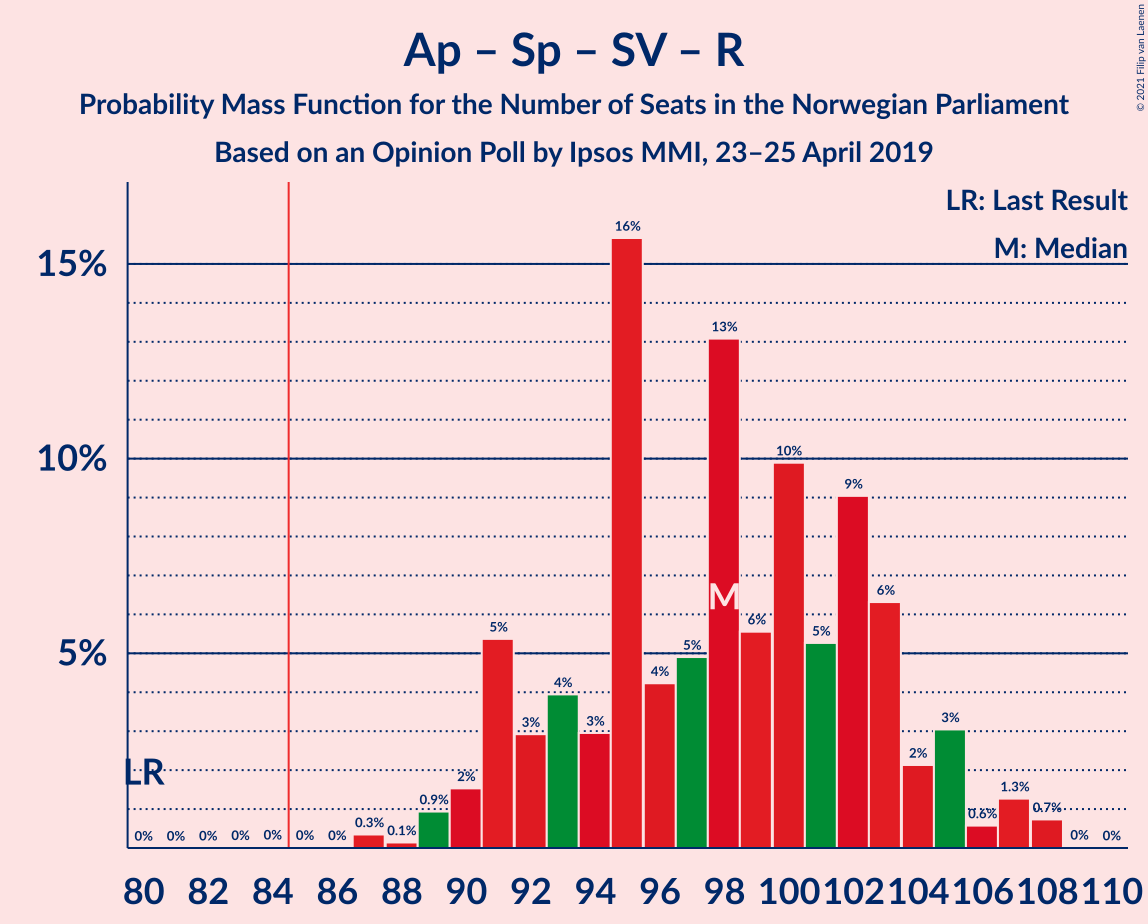 Ap – Sp – SV – R
Probability Mass Function for the Number of Seats in the Norwegian Parliament
Based on an Opinion Poll by Ipsos MMI, 23–25 April 2019
© 2021 Filip van Laenen
LR: Last Result
M: Median
15%
10%
5%
LR
M
0% 0% 0% 0% 0% 0% 0% 0.3% 0.1% 0.9% 2% 5% 3% 4% 3% 16% 4% 5% 13% 6% 10% 5% 9% 6% 2% 3% 0.6% 1.3% 0.7% 0% 0%
80 82 84 86 88 90 92 94 96 98 100 102 104 106 108 110